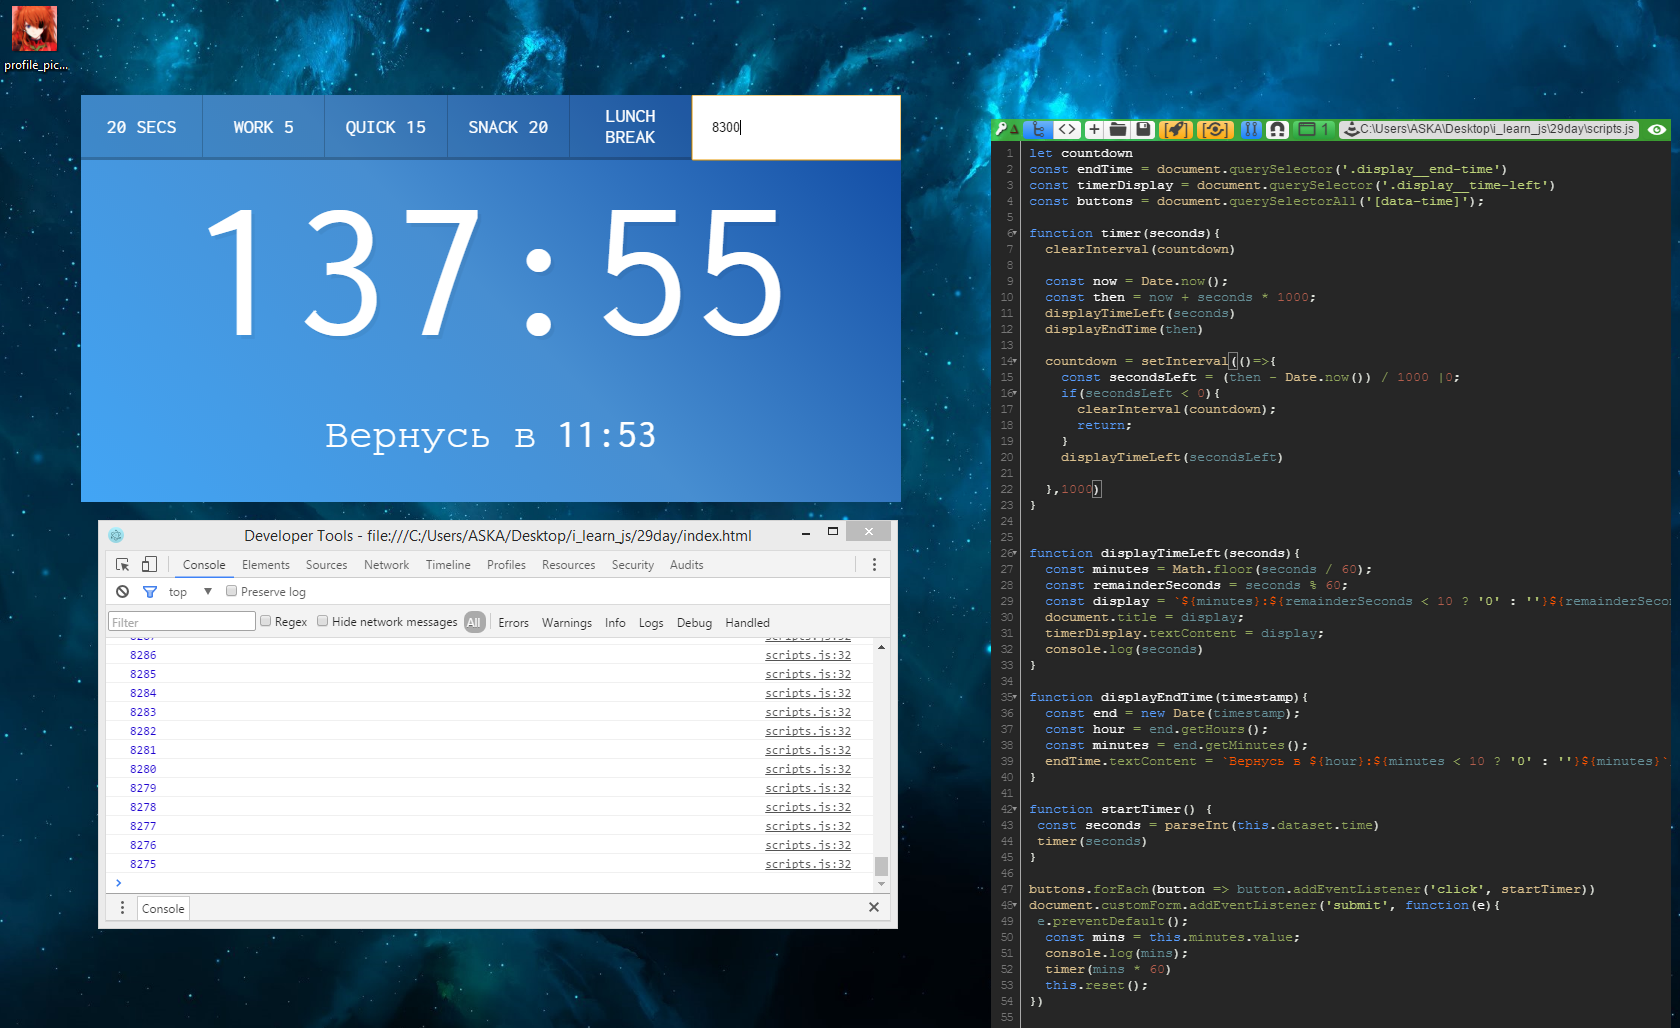 profile_pic...
20 SECS
WORK 5
QUICK 15
SNACK 20
LUNCH
BREAK
8300
137:55
Вернусь в 11:53
Developer Tools - file:///C:/Users/ASKA/Desktop/i_learn_js/29day/index.html
Console Elements Sources Network Timeline Profiles Resources Security Audits
top Preserve log
Filter Regex Hide network messages All Errors Warnings Info Logs Debug Handled
8286 scripts.js:32
8285 scripts.js:32
8284 scripts.js:32
8283 scripts.js:32
8282 scripts.js:32
8281 scripts.js:32
8280 scripts.js:32
8279 scripts.js:32
8278 scripts.js:32
8277 scripts.js:32
8276 scripts.js:32
8275 scripts.js:32
>
Console
1 C:\Users\ASKA\Desktop\i_learn_js\29day\scripts.js
1 let countdown
2 const endTime = document.querySelector('.display__end-time')
3 const timerDisplay = document.querySelector('.display__time-left')
4 const buttons = document.querySelectorAll('[data-time]');
5
6 function timer(seconds){
7 clearInterval(countdown)
8
9 const now = Date.now();
10 const then = now + seconds * 1000;
11 displayTimeLeft(seconds)
12 displayEndTime(then)
13
14 countdown = setInterval(()=>{
15 const secondsLeft = (then - Date.now()) / 1000 |0;
16 if(secondsLeft < 0){
17 clearInterval(countdown);
18 return;
19 }
20 displayTimeLeft(secondsLeft)
21
22 },1000)
23 }
24
25
26 function displayTimeLeft(seconds){
27 const minutes = Math.floor(seconds / 60);
28 const remainderSeconds = seconds % 60;
29 const display = `${minutes}:${remainderSeconds < 10 ? '0' : ''}${remainderSecon
30 document.title = display;
31 timerDisplay.textContent = display;
32 console.log(seconds)
33 }
34
35 function displayEndTime(timestamp){
36 const end = new Date(timestamp);
37 const hour = end.getHours();
38 const minutes = end.getMinutes();
39 endTime.textContent = `Вернусь в ${hour}:${minutes < 10 ? '0' : ''}${minutes}`
40 }
41
42 function startTimer() {
43 const seconds = parseInt(this.dataset.time)
44 timer(seconds)
45 }
46
47 buttons.forEach(button => button.addEventListener('click', startTimer))
48 document.customForm.addEventListener('submit', function(e){
49 e.preventDefault();
50 const mins = this.minutes.value;
51 console.log(mins);
52 timer(mins * 60)
53 this.reset();
54 })
55